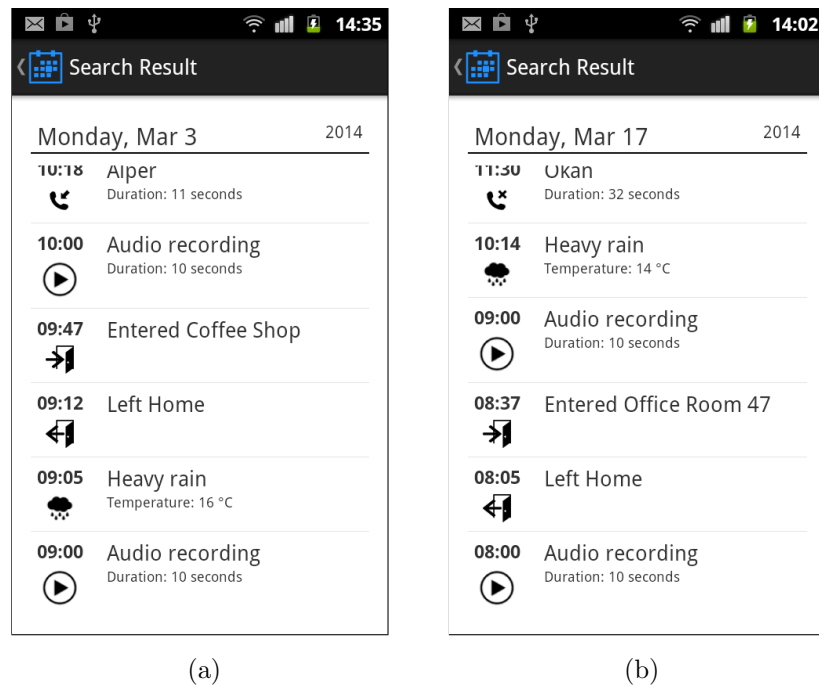 14:35
Search Result
Monday, Mar 3 2014
10:18 Alper
Duration: 11 seconds
10:00 Audio recording
Duration: 10 seconds
09:47 Entered Coffee Shop
09:12 Left Home
09:05 Heavy rain
Temperature: 16 °C
09:00 Audio recording
Duration: 10 seconds
(a)
14:02
Search Result
Monday, Mar 17 2014
11:30 Okan
Duration: 32 seconds
10:14 Heavy rain
Temperature: 14 °C
09:00 Audio recording
Duration: 10 seconds
08:37 Entered Office Room 47
08:05 Left Home
08:00 Audio recording
Duration: 10 seconds
(b)